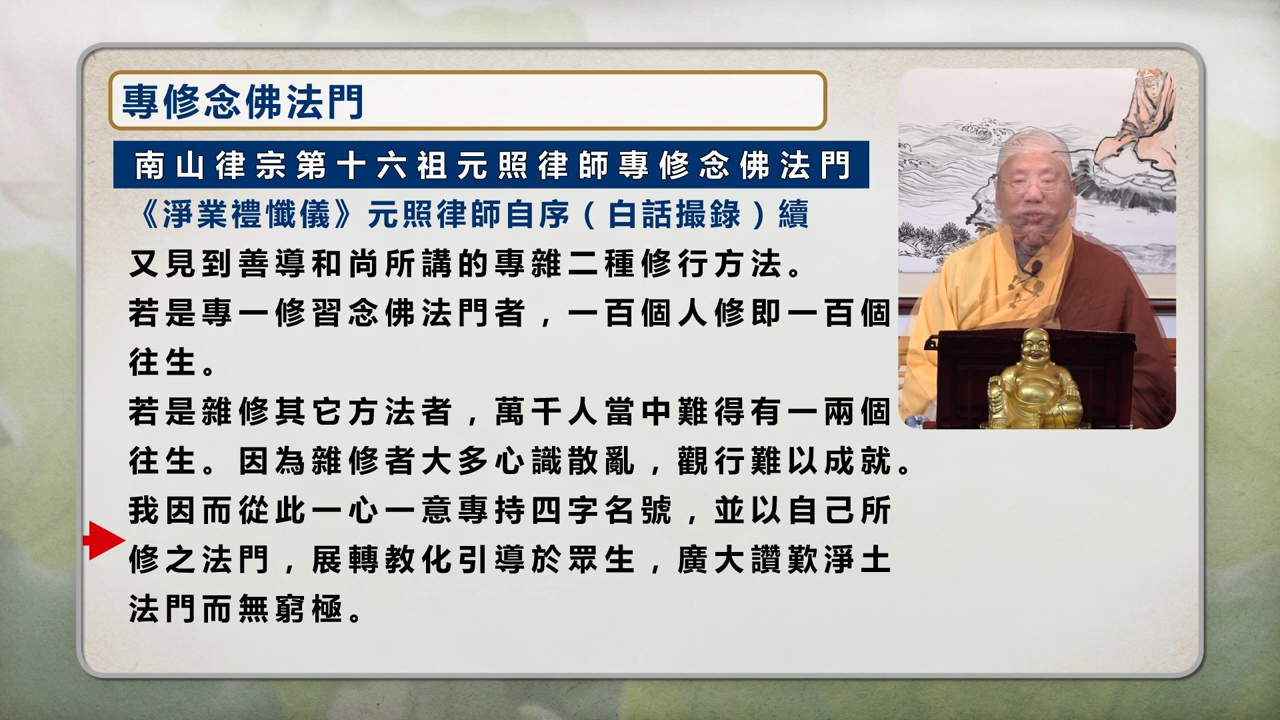 專修念佛法門
南山律宗第十六祖元照律師專修念佛法門
《淨業禮懺儀》元照律師自序（白話撮錄）續
又見到善導和尚所講的專雜二種修行方法。
若是專一修習念佛法門者，一百個人修即一百個
往生。
若是雜修其它方法者，萬千人當中難得有一兩個
往生。因為雜修者大多心識散亂，觀行難以成就。
我因而從此一心一意專持四字名號，並以自己所
修之法門，展轉教化引導於眾生，廣大讚歎淨土
法門而無窮極。